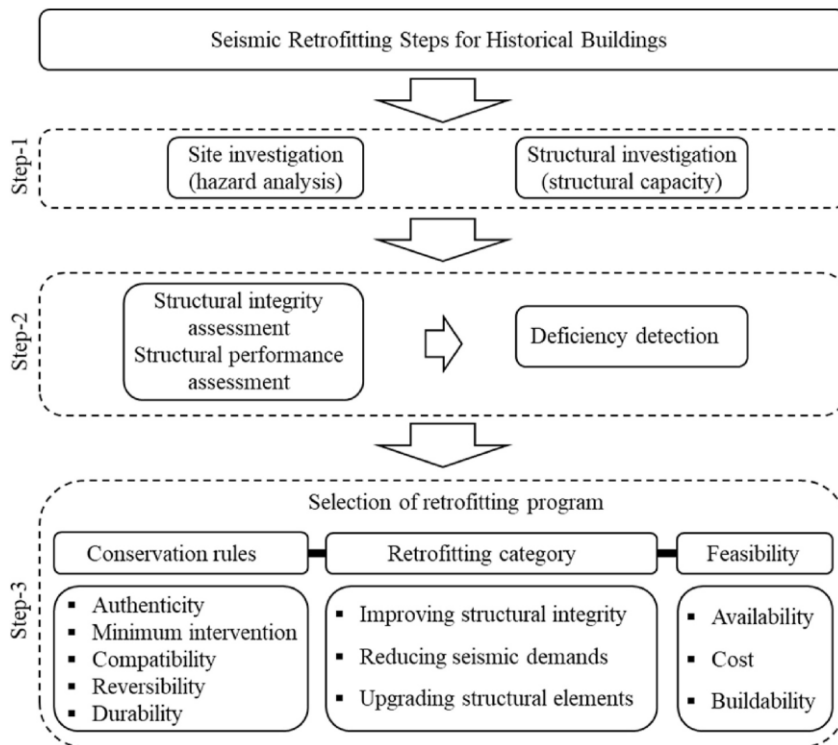 Seismic Retrofitting Steps for Historical Buildings
Step-1
Site investigation
(hazard analysis)
Structural investigation
(structural capacity)
Step-2
Structural integrity
assessment
Structural performance
assessment
Deficiency detection
Step-3
Selection of retrofitting program
Conservation rules
Retrofitting category
Feasibility
▪ Authenticity
▪ Minimum intervention
▪ Compatibility
▪ Reversibility
▪ Durability
▪ Improving structural integrity
▪ Reducing seismic demands
▪ Upgrading structural elements
▪ Availability
▪ Cost
▪ Buildability